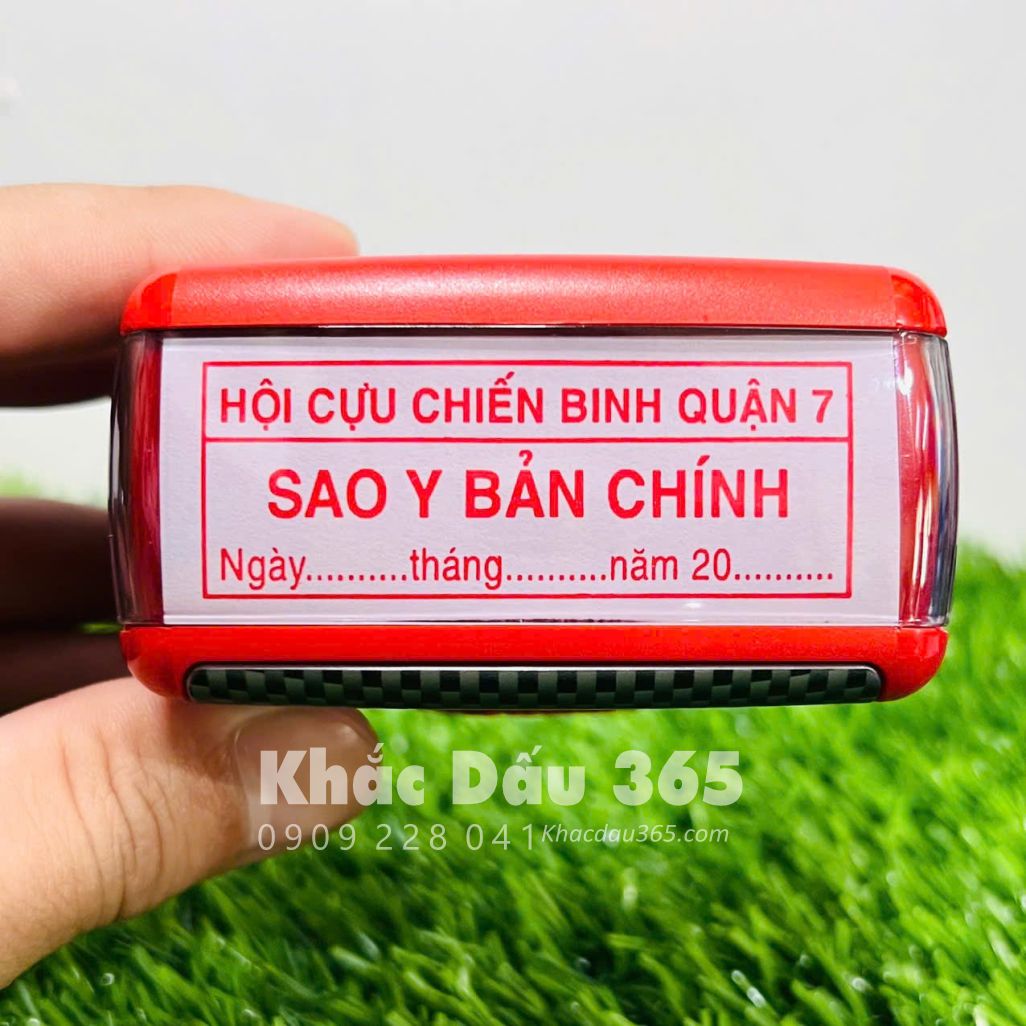 HỘI CỰU CHIẾN BINH QUẬN 7
SAO Y BẢN CHÍNH
Ngày..........tháng..........năm 20..........
Khắc Dấu 365
0909 228 041 Khacdau365.com